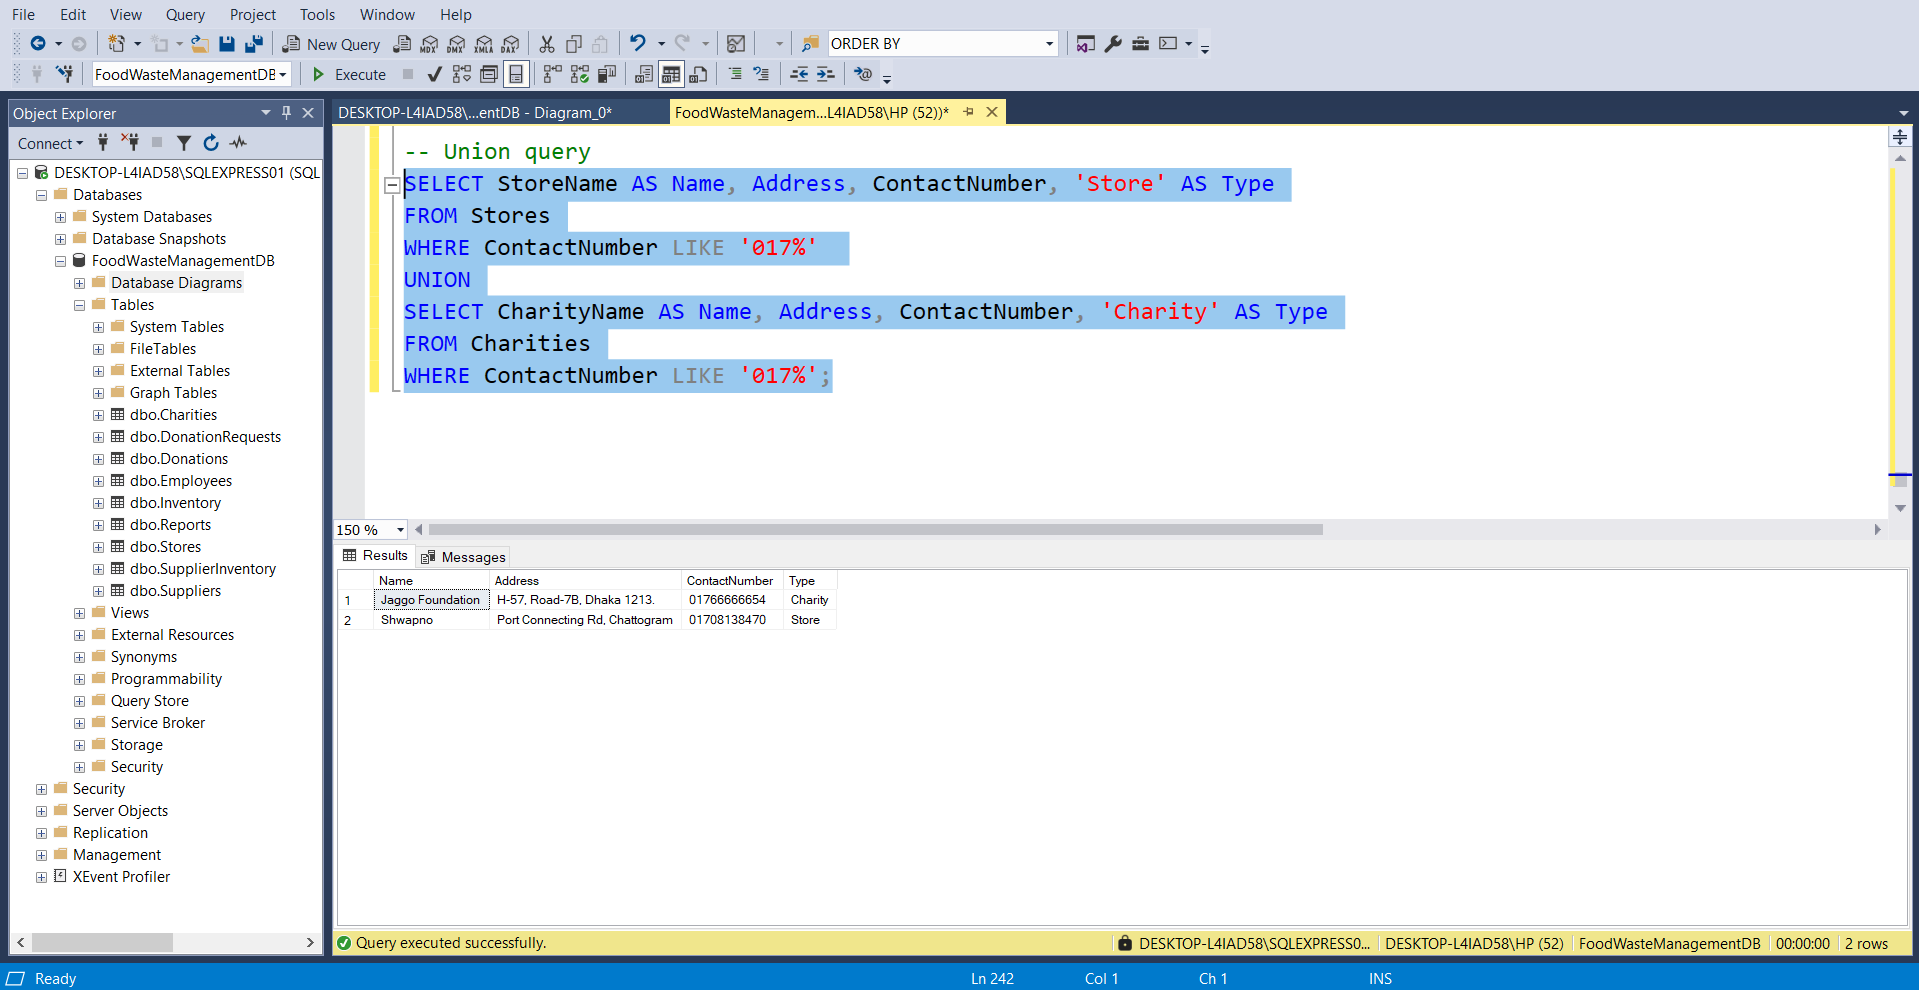 File Edit View Query Project Tools Window Help
New Query MDX DMX XMLA DAX ORDER BY
FoodWasteManagementDB Execute
Object Explorer
Connect
DESKTOP-L4IAD58\SQLEXPRESS01 (SQL
Databases
System Databases
Database Snapshots
FoodWasteManagementDB
Database Diagrams
Tables
System Tables
FileTables
External Tables
Graph Tables
dbo.Charities
dbo.DonationRequests
dbo.Donations
dbo.Employees
dbo.Inventory
dbo.Reports
dbo.Stores
dbo.SupplierInventory
dbo.Suppliers
Views
External Resources
Synonyms
Programmability
Query Store
Service Broker
Storage
Security
Security
Server Objects
Replication
Management
XEvent Profiler
DESKTOP-L4IAD58\...entDB - Diagram_0* FoodWasteManagem...L4IAD58\HP (52))*
-- Union query
SELECT StoreName AS Name, Address, ContactNumber, 'Store' AS Type
FROM Stores
WHERE ContactNumber LIKE '017%'
UNION
SELECT CharityName AS Name, Address, ContactNumber, 'Charity' AS Type
FROM Charities
WHERE ContactNumber LIKE '017%';
150 %
Results Messages
Name Address ContactNumber Type
1 Jaggo Foundation H-57, Road-7B, Dhaka 1213. 01766666654 Charity
2 Shwapno Port Connecting Rd, Chattogram 01708138470 Store
Query executed successfully. DESKTOP-L4IAD58\SQLEXPRESS0... DESKTOP-L4IAD58\HP (52) FoodWasteManagementDB 00:00:00 2 rows
Ready Ln 242 Col 1 Ch 1 INS